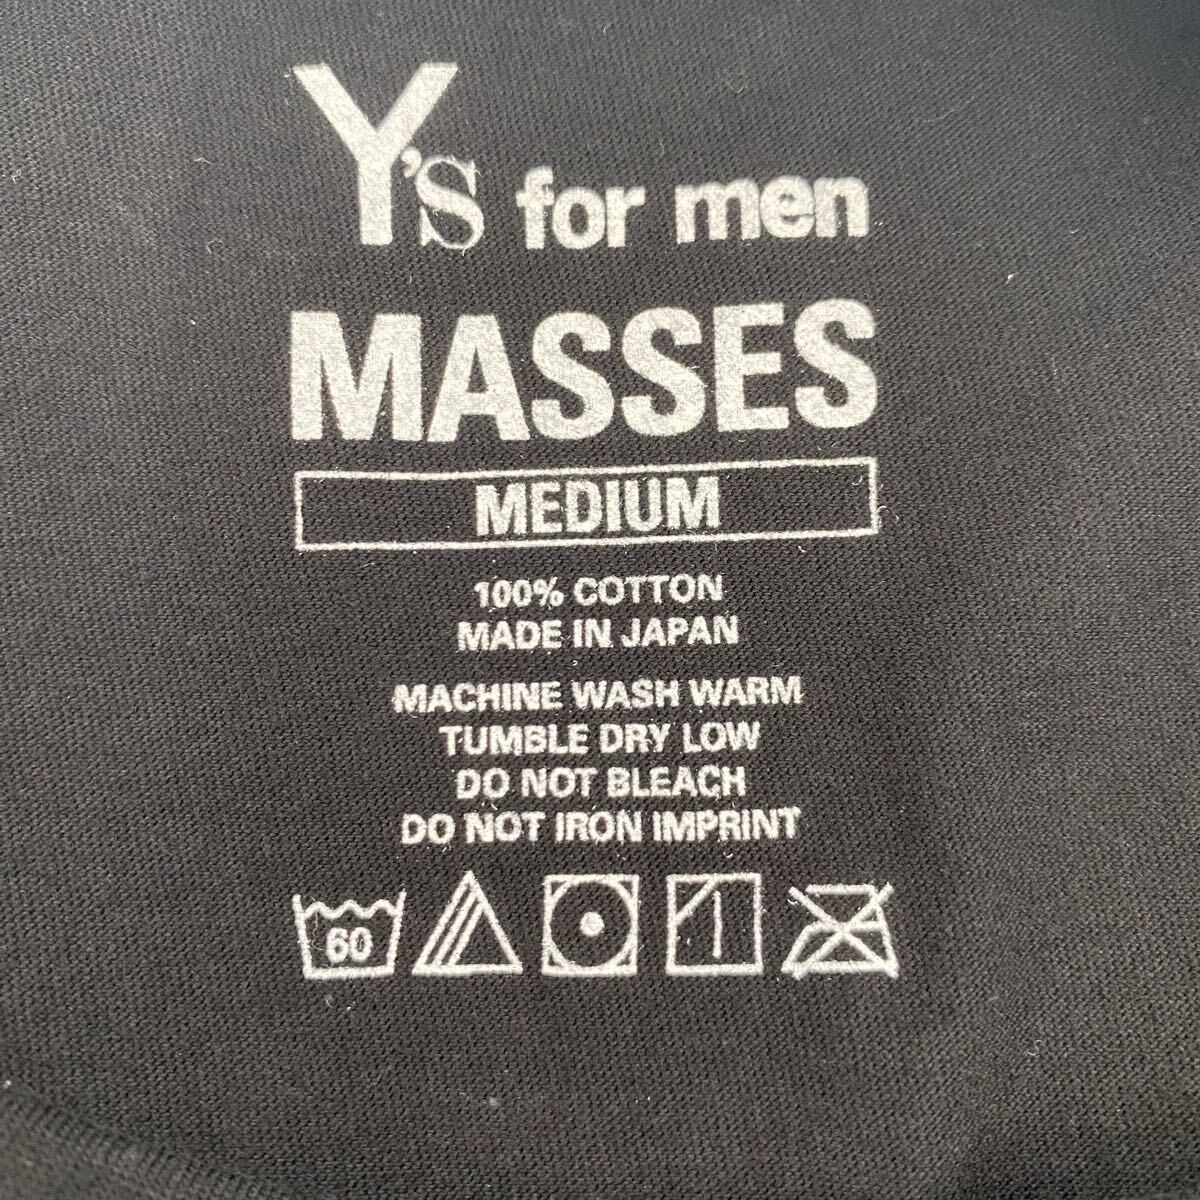 Y's for men
MASSES
MEDIUM
100% COTTON
MADE IN JAPAN
MACHINE WASH WARM
TUMBLE DRY LOW
DO NOT BLEACH
DO NOT IRON IMPRINT
60